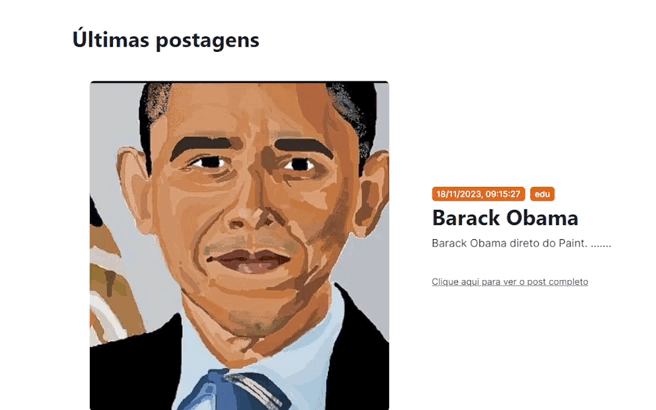 Últimas postagens
18/11/2023, 09:15:27 edu
Barack Obama
Barack Obama direto do Paint. .......
Clique aqui para ver o post completo